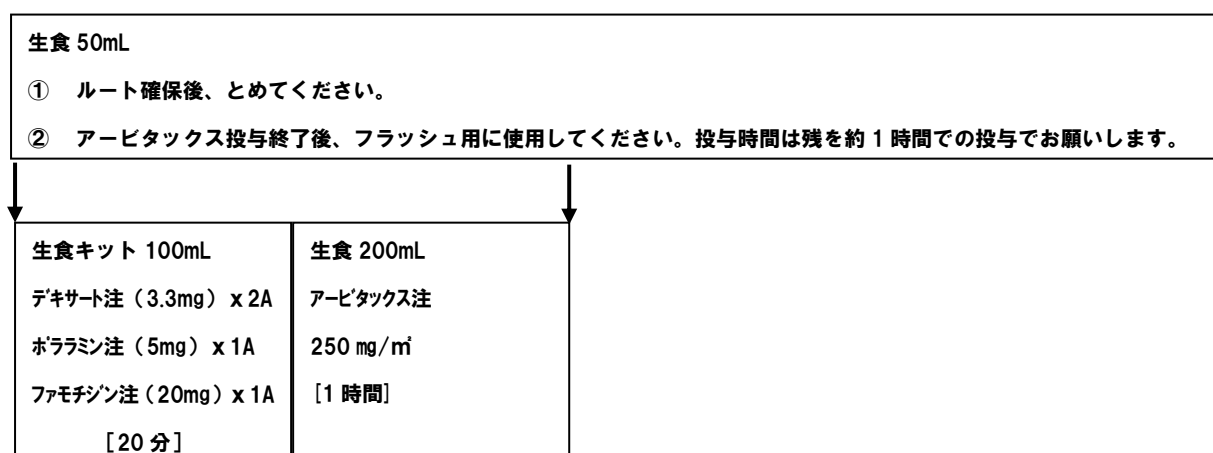 生食 50mL
① ルート確保後、とめてください。
② アービタックス投与終了後、フラッシュ用に使用してください。投与時間は残を約 1 時間での投与でお願いします。
生食キット 100mL
デキサート注（3.3mg）x 2A
ポララミン注（5mg）x 1A
ファモチジン注（20mg）x 1A
［20 分］
生食 200mL
アービタックス注
250 ㎎/㎡
［1 時間］